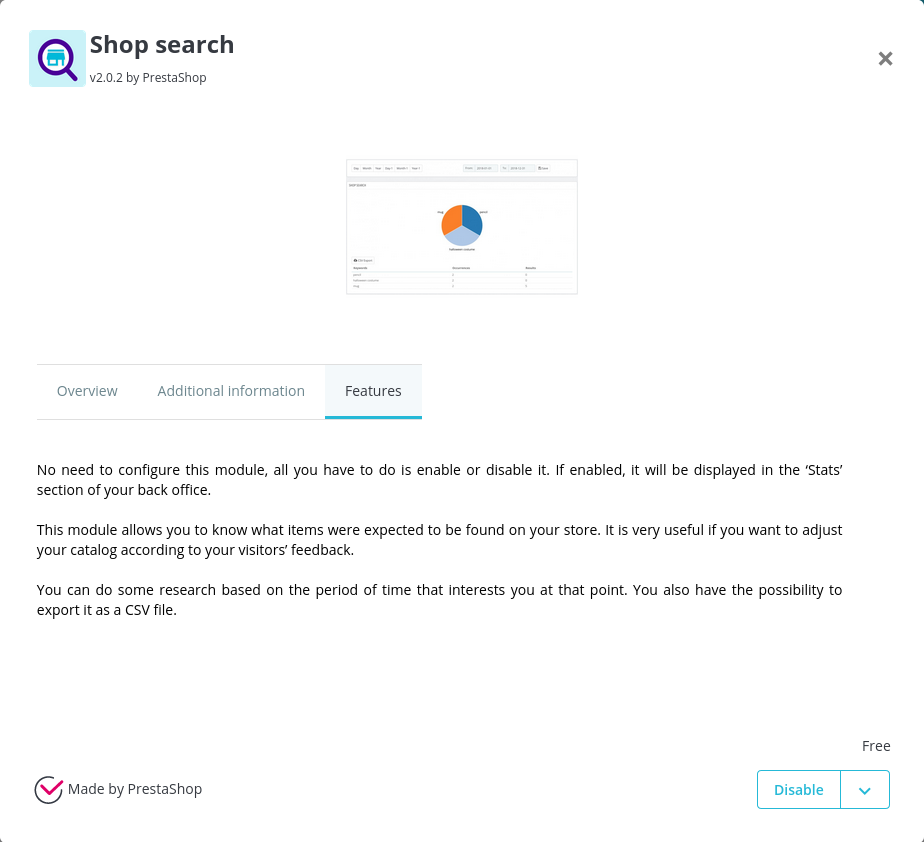 Shop search
v2.0.2 by PrestaShop
Overview
Additional information
Features
No need to configure this module, all you have to do is enable or disable it. If enabled, it will be displayed in the ‘Stats’
section of your back office.
This module allows you to know what items were expected to be found on your store. It is very useful if you want to adjust
your catalog according to your visitors’ feedback.
You can do some research based on the period of time that interests you at that point. You also have the possibility to
export it as a CSV file.
Free
Made by PrestaShop
Disable